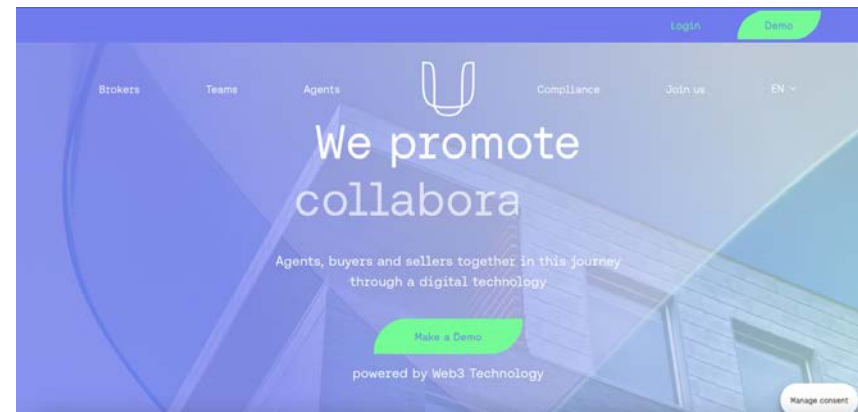 Login Demo
Brokers Teams Agents Compliance Join us EN
We promote
collabora
Agents, buyers and sellers together in this journey
through a digital technology
Make a Demo
powered by Web3 Technology
Manage consent